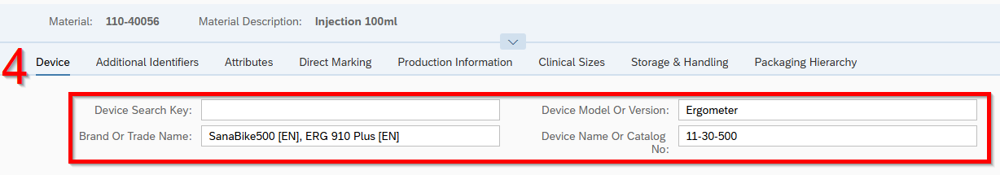 Material: 110-40056 Material Description: Injection 100ml
4 Device Additional Identifiers Attributes Direct Marking Production Information Clinical Sizes Storage & Handling Packaging Hierarchy
Device Search Key: Device Model Or Version: Ergometer
Brand Or Trade Name: SanaBike500 [EN], ERG 910 Plus [EN] Device Name Or Catalog 11-30-500
No: